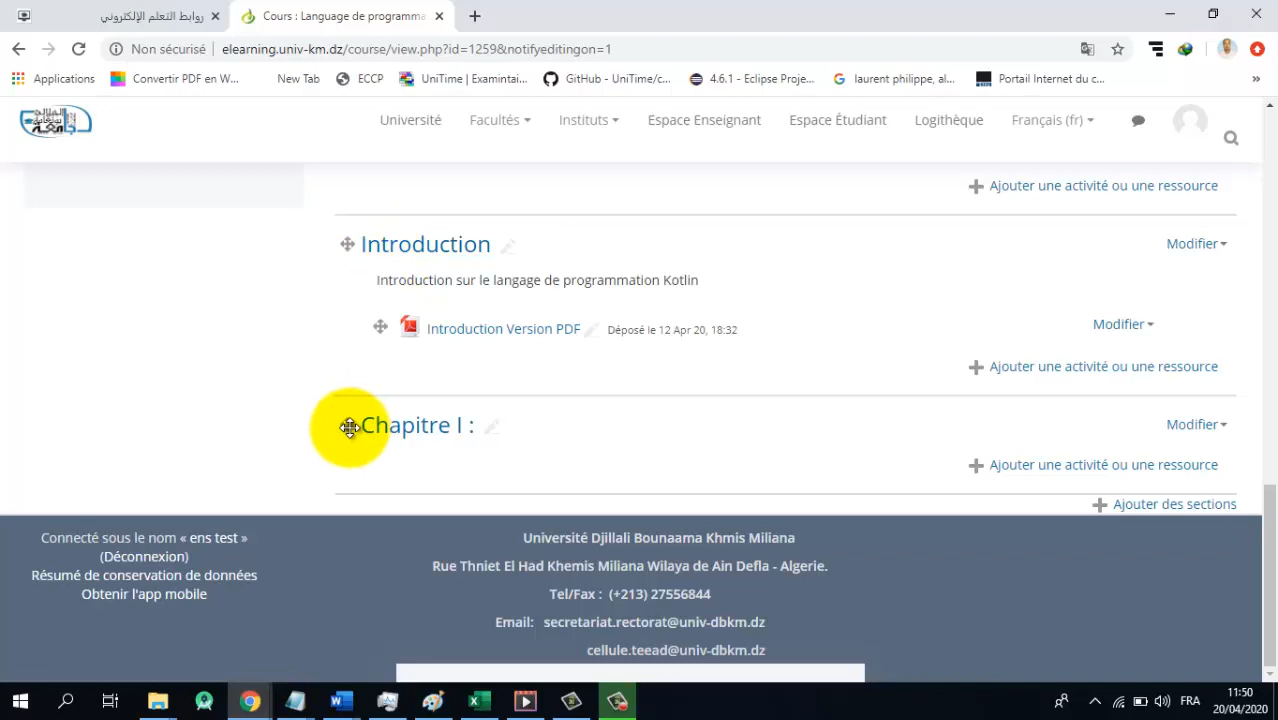 روابط التعلم الإلكتروني
Cours : Language de programma
Non sécurisé
elearning.univ-km.dz/course/view.php?id=1259&notifyeditingon=1
Applications
Convertir PDF en W...
New Tab
ECCP
UniTime | Examintai...
GitHub - UniTime/c...
4.6.1 - Eclipse Proje...
laurent philippe, al...
Portail Internet du c...
»
Université
Facultés
Instituts
Espace Enseignant
Espace Étudiant
Logithèque
Français (fr)
Ajouter une activité ou une ressource
Introduction
Modifier
Introduction sur le langage de programmation Kotlin
Introduction Version PDF
Déposé le 12 Apr 20, 18:32
Modifier
Ajouter une activité ou une ressource
Chapitre I :
Modifier
Ajouter une activité ou une ressource
Ajouter des sections
Connecté sous le nom « ens test »
(Déconnexion)
Résumé de conservation de données
Obtenir l'app mobile
Université Djillali Bounaama Khmis Miliana
Rue Thniet El Had Khemis Miliana Wilaya de Ain Defla - Algerie.
Tel/Fax : (+213) 27556844
Email: secretariat.rectorat@univ-dbkm.dz
cellule.teead@univ-dbkm.dz
FRA
11:50
20/04/2020